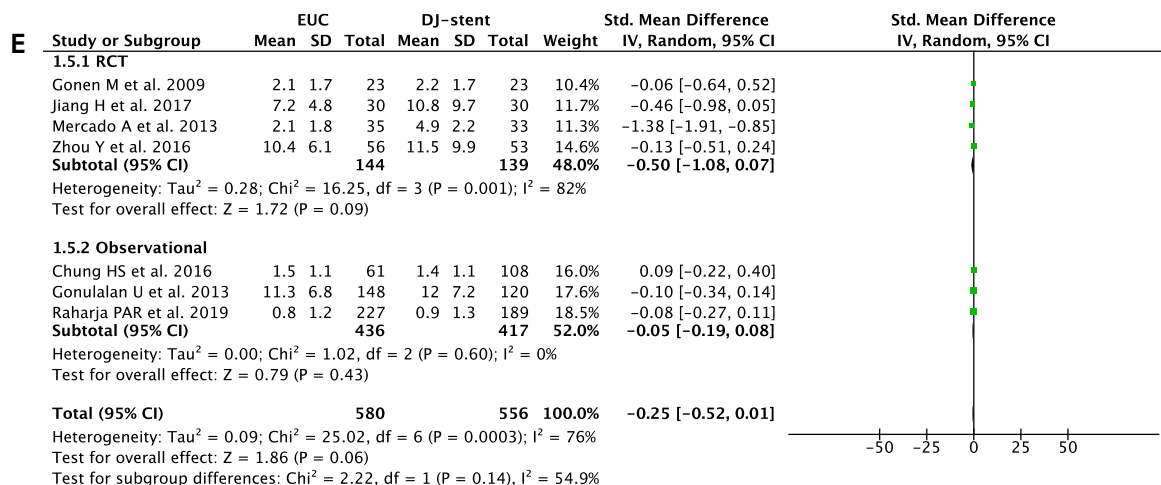 E
EUC DJ-stent Std. Mean Difference Std. Mean Difference
Study or Subgroup Mean SD Total Mean SD Total Weight IV, Random, 95% CI IV, Random, 95% CI
1.5.1 RCT
Gonen M et al. 2009 2.1 1.7 23 2.2 1.7 23 10.4% −0.06 [−0.64, 0.52]
Jiang H et al. 2017 7.2 4.8 30 10.8 9.7 30 11.7% −0.46 [−0.98, 0.05]
Mercado A et al. 2013 2.1 1.8 35 4.9 2.2 33 11.3% −1.38 [−1.91, −0.85]
Zhou Y et al. 2016 10.4 6.1 56 11.5 9.9 53 14.6% −0.13 [−0.51, 0.24]
Subtotal (95% CI) 144 139 48.0% −0.50 [−1.08, 0.07]
Heterogeneity: Tau² = 0.28; Chi² = 16.25, df = 3 (P = 0.001); I² = 82%
Test for overall effect: Z = 1.72 (P = 0.09)
1.5.2 Observational
Chung HS et al. 2016 1.5 1.1 61 1.4 1.1 108 16.0% 0.09 [−0.22, 0.40]
Gonulalan U et al. 2013 11.3 6.8 148 12 7.2 120 17.6% −0.10 [−0.34, 0.14]
Raharja PAR et al. 2019 0.8 1.2 227 0.9 1.3 189 18.5% −0.08 [−0.27, 0.11]
Subtotal (95% CI) 436 417 52.0% −0.05 [−0.19, 0.08]
Heterogeneity: Tau² = 0.00; Chi² = 1.02, df = 2 (P = 0.60); I² = 0%
Test for overall effect: Z = 0.79 (P = 0.43)
Total (95% CI) 580 556 100.0% −0.25 [−0.52, 0.01]
Heterogeneity: Tau² = 0.09; Chi² = 25.02, df = 6 (P = 0.0003); I² = 76%
Test for overall effect: Z = 1.86 (P = 0.06)
Test for subgroup differences: Chi² = 2.22, df = 1 (P = 0.14), I² = 54.9%
−50 −25 0 25 50